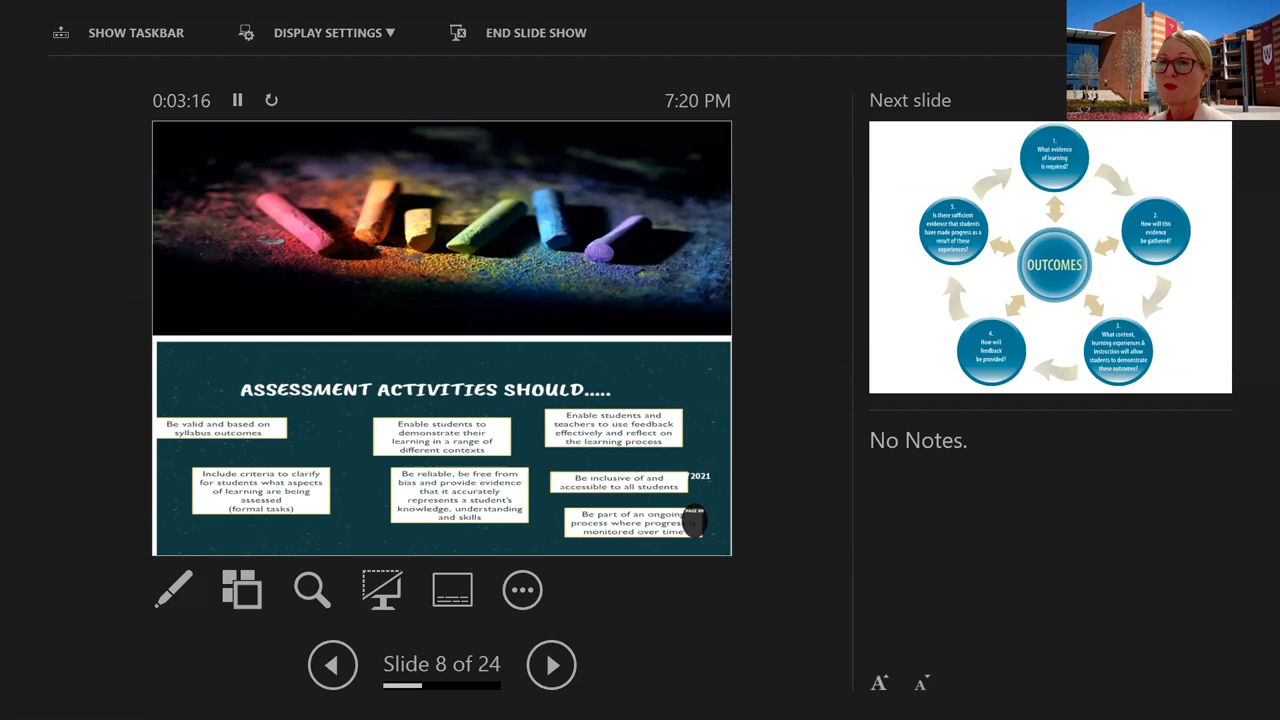 SHOW TASKBAR
DISPLAY SETTINGS ▼
END SLIDE SHOW
0:03:16
7:20 PM
Next slide
ASSESSMENT ACTIVITIES SHOULD.....
Be valid and based on
syllabus outcomes
Enable students to
demonstrate their
learning in a range of
different contexts
Enable students and
teachers to use feedback
effectively and reflect on
the learning process
Include criteria to clarify
for students what aspects
of learning are being
assessed
(formal tasks)
Be reliable, be free from
bias and provide evidence
that it accurately
represents a student's
knowledge, understanding
and skills
Be inclusive of and
accessible to all students
2021
Be part of an ongoing
process where progress is
monitored over time
1.
What evidence
of learning
is required?
2.
How will this
evidence
be gathered?
3.
What content,
learning experiences &
instruction will allow
students to demonstrate
these outcomes?
4.
How will
feedback
be provided?
5.
Is there sufficient
evidence that students
have made progress as a
result of these
experiences?
OUTCOMES
No Notes.
Slide 8 of 24
A A